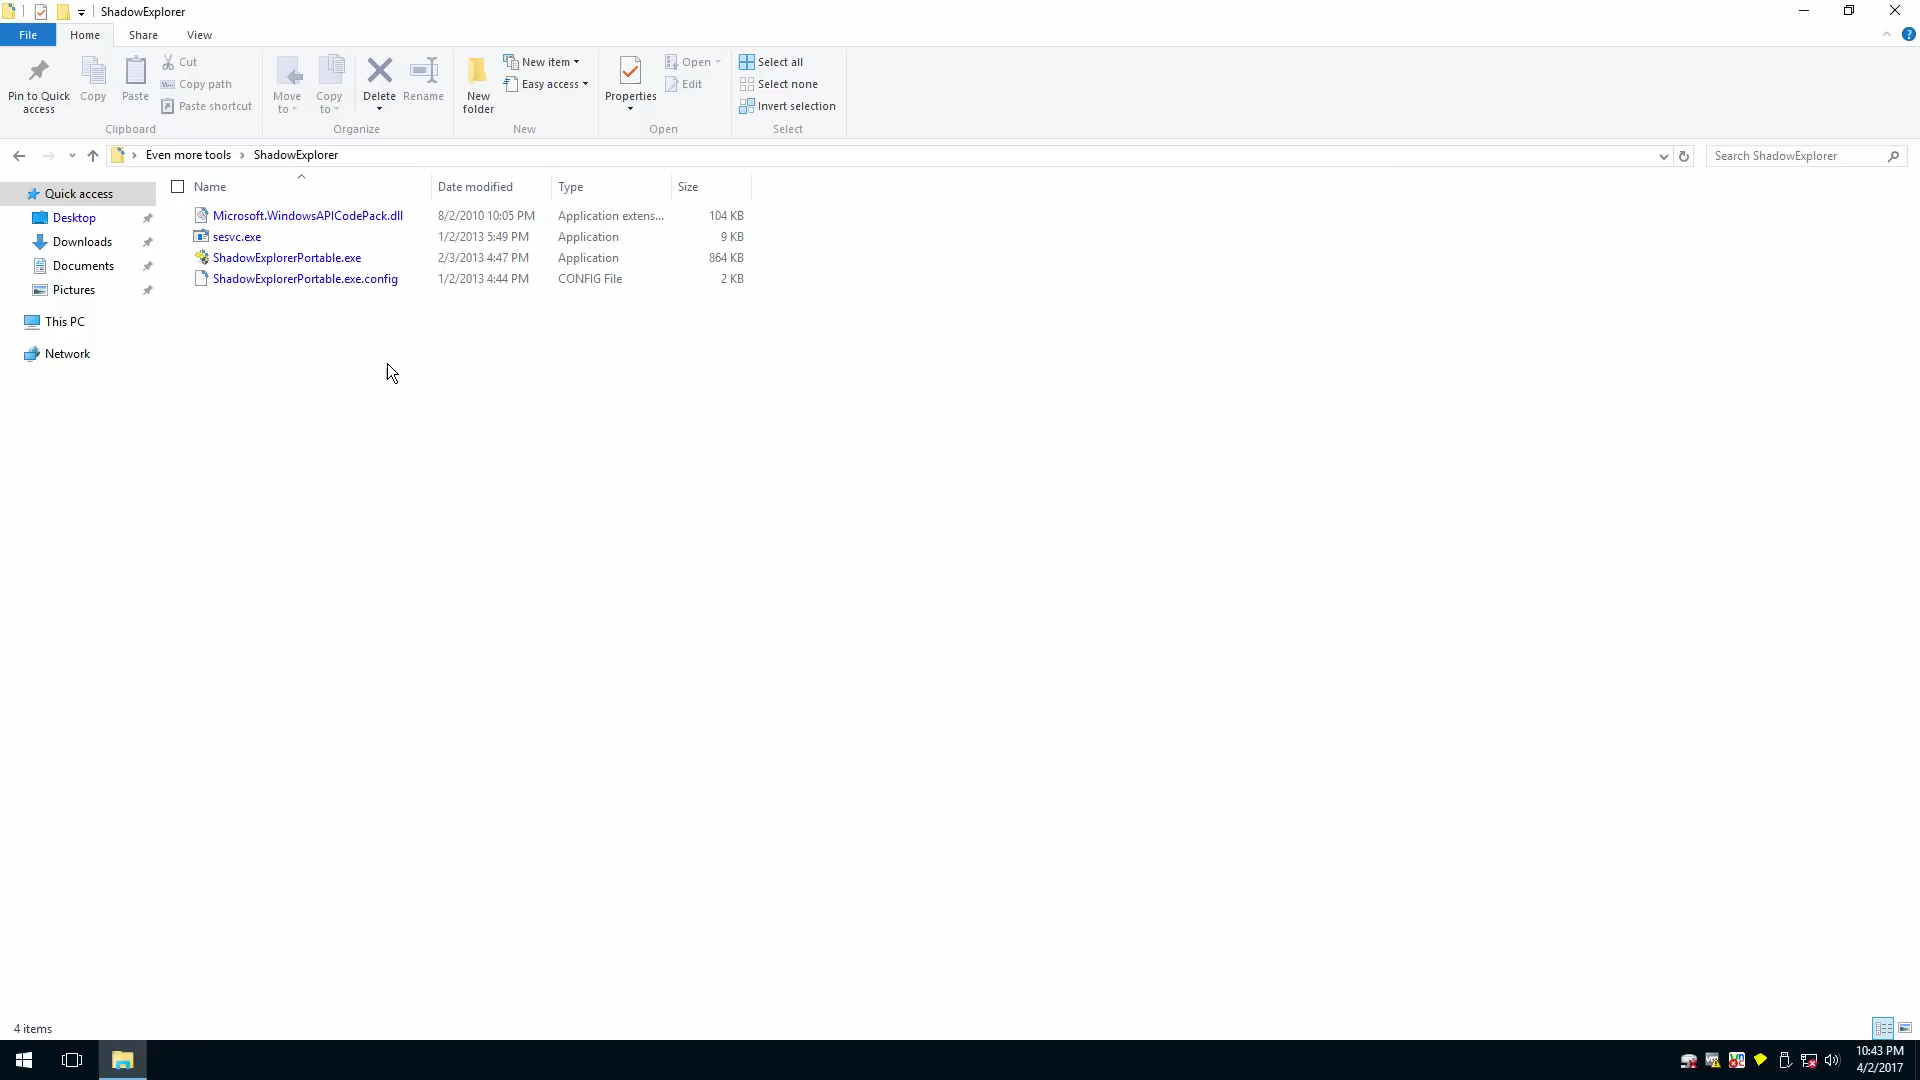 ShadowExplorer
File Home Share View
Pin to Quick access
Copy
Paste
Cut
Copy path
Paste shortcut
Clipboard
Move to
Copy to
Delete
Rename
Organize
New folder
New item
Easy access
New
Properties
Open
Edit
Open
Select all
Select none
Invert selection
Select
Even more tools ShadowExplorer
Search ShadowExplorer
Name Date modified Type Size
Quick access
Desktop
Downloads
Documents
Pictures
This PC
Network
Microsoft.WindowsAPICodePack.dll 8/2/2010 10:05 PM Application extens... 104 KB
sesvc.exe 1/2/2013 5:49 PM Application 9 KB
ShadowExplorerPortable.exe 2/3/2013 4:47 PM Application 864 KB
ShadowExplorerPortable.exe.config 1/2/2013 4:44 PM CONFIG File 2 KB
4 items
10:43 PM
4/2/2017